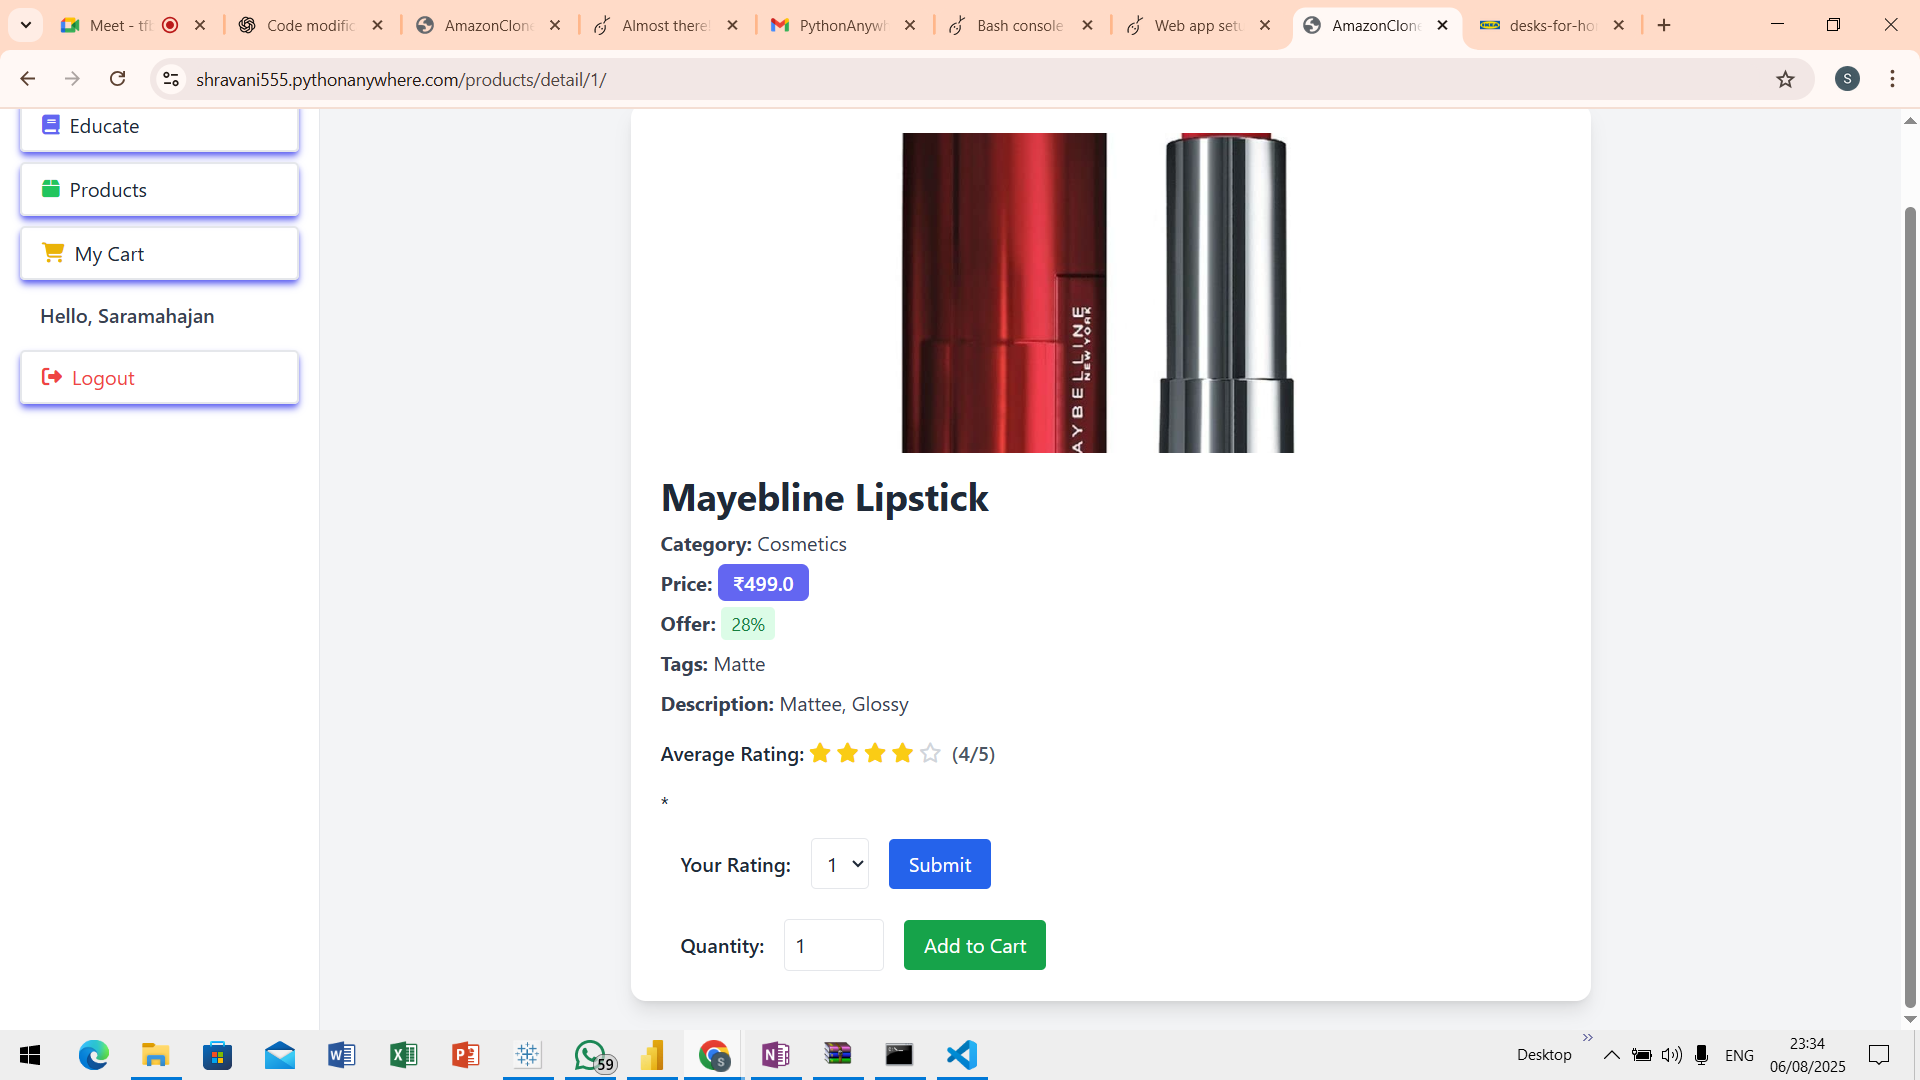 Meet - tfb
Code modific
AmazonClone
Almost there!
PythonAnywh
Bash console
Web app setu
AmazonClone
desks-for-ho
shravani555.pythonanywhere.com/products/detail/1/
S
Educate
Products
My Cart
Hello, Saramahajan
Logout
MAYBELLINE
NEW YORK
Mayebline Lipstick
Category: Cosmetics
Price: ₹499.0
Offer: 28%
Tags: Matte
Description: Mattee, Glossy
Average Rating: (4/5)
*
Your Rating: 1 Submit
Quantity: 1 Add to Cart
59
Desktop
ENG
23:34
06/08/2025